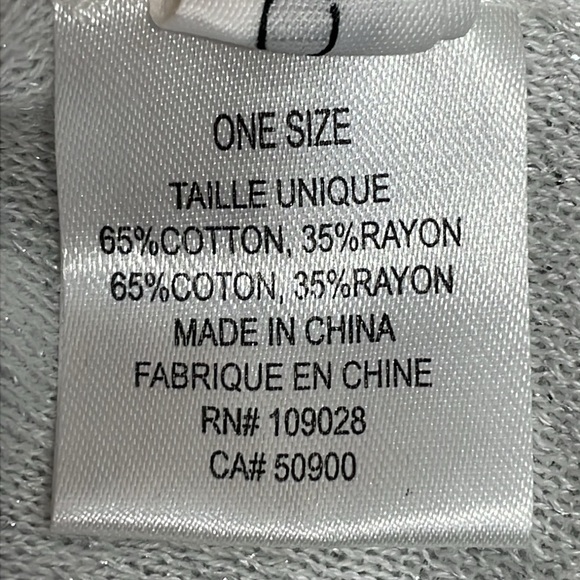 ONE SIZE
TAILLE UNIQUE
65%COTTON, 35%RAYON
65%COTON, 35%RAYON
MADE IN CHINA
FABRIQUE EN CHINE
RN# 109028
CA# 50900